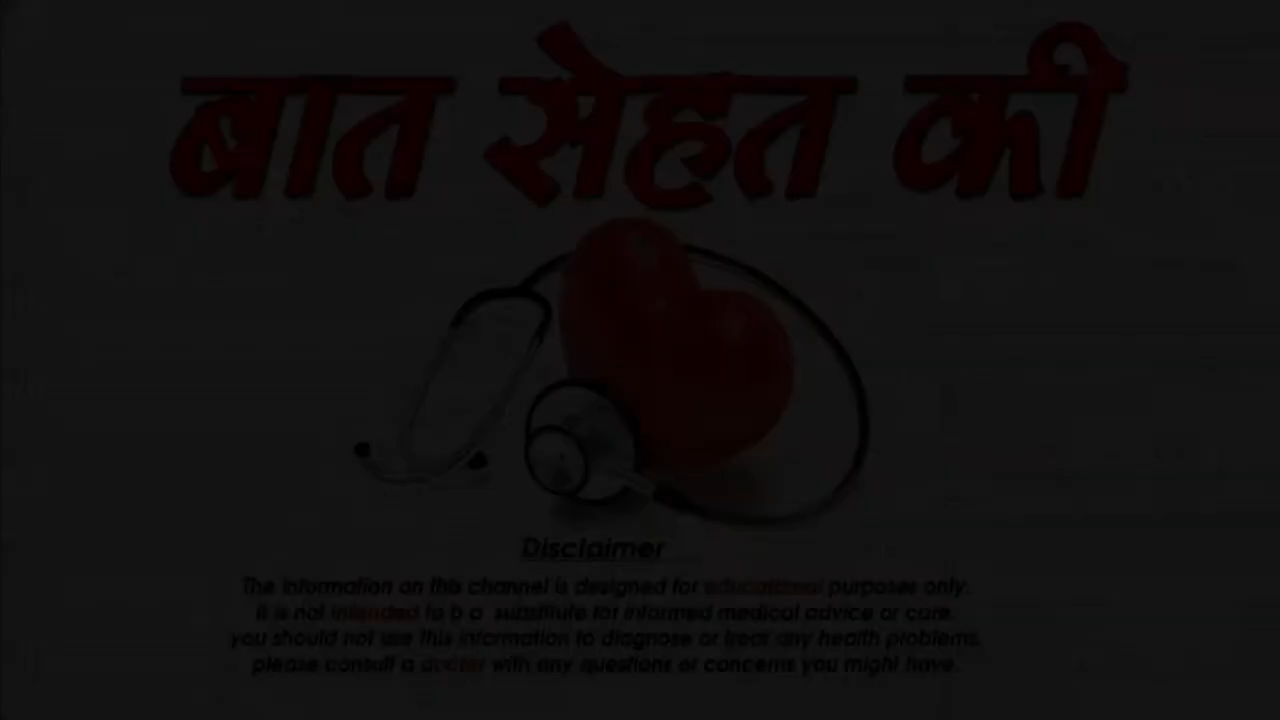 बात सेहत की
Disclaimer
The information on this channel is designed for educational purposes only.
it is not intended to b a substitute for informed medical advice or care.
you should not use this information to diagnose or treat any health problems.
please consult a doctor with any questions or concerns you might have.